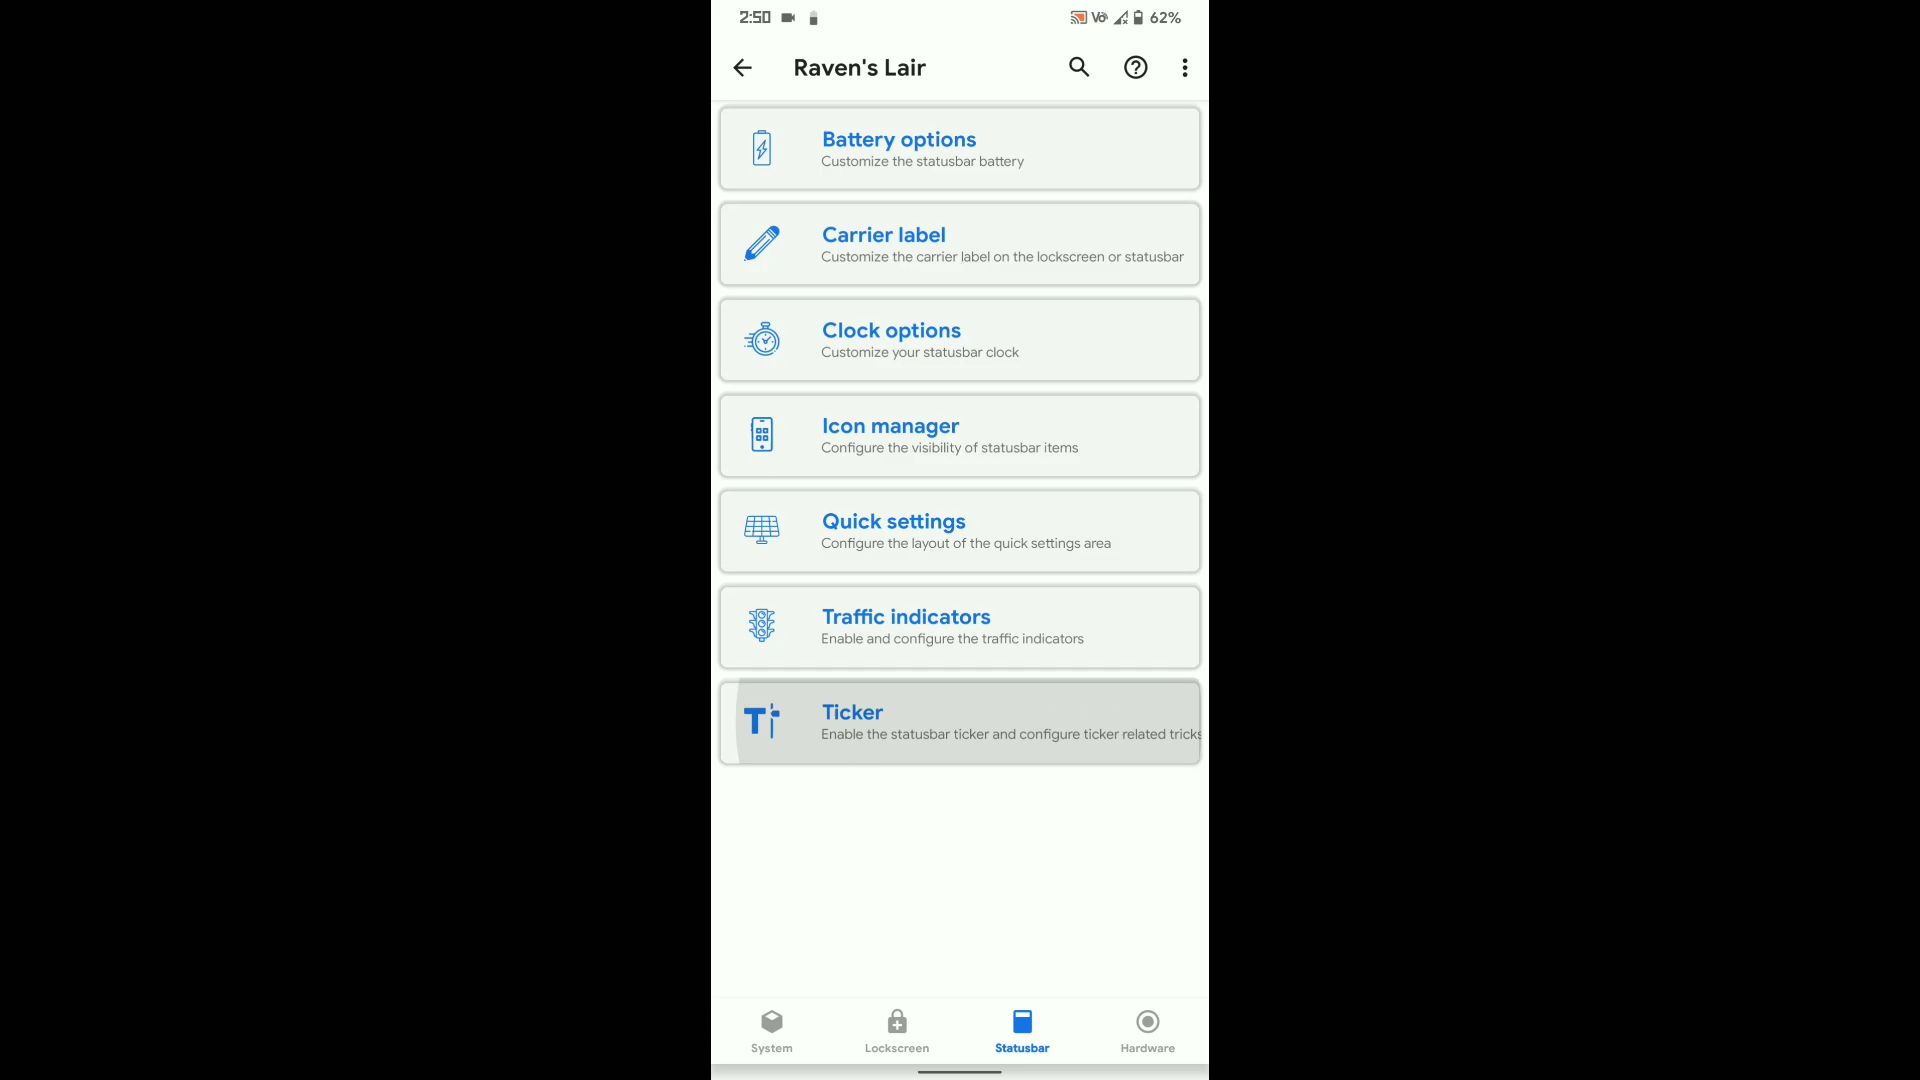 2:50
Vo 62%
Raven's Lair
Battery options
Customize the statusbar battery
Carrier label
Customize the carrier label on the lockscreen or statusbar
Clock options
Customize your statusbar clock
Icon manager
Configure the visibility of statusbar items
Quick settings
Configure the layout of the quick settings area
Traffic indicators
Enable and configure the traffic indicators
Ticker
Enable the statusbar ticker and configure ticker related tricks
System
Lockscreen
Statusbar
Hardware